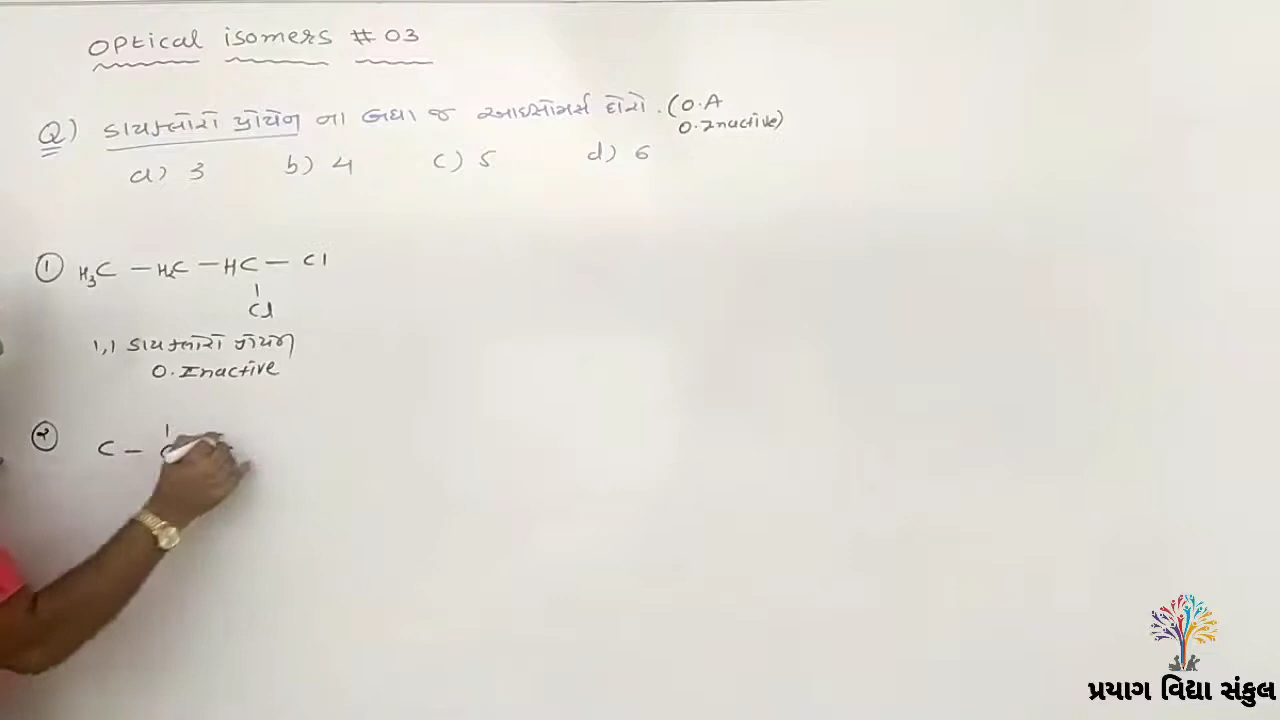 Optical isomers # 03
Q) ડાયક્લોરો પ્રોપેન ના બધા જ આઇસોમર્સ દોરો. (O.A
O.Inactive)
a) 3 b) 4 c) 5 d) 6
① H₃C — H₂C — HC — Cl
|
Cl
1,1 ડાયક્લોરો પ્રોપેન
O.Inactive
②
|
C — C
પ્રયાગ વિદ્યા સંકુલ